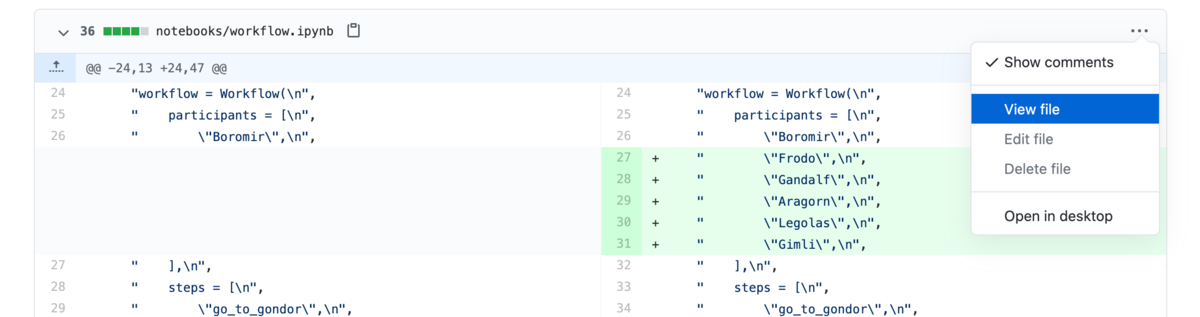 36 notebooks/workflow.ipynb
Show comments
View file
Edit file
Delete file
Open in desktop
@@ -24,13 +24,47 @@
24 "workflow = Workflow(\n",
25 "    participants = [\n",
26 "        \"Boromir\",\n",
27 "    ],\n",
28 "    steps = [\n",
29 "        \"go_to_gondor\",\n",
24 "workflow = Workflow(\n",
25 "    participants = [\n",
26 "        \"Boromir\",\n",
27 + "        \"Frodo\",\n",
28 + "        \"Gandalf\",\n",
29 + "        \"Aragorn\",\n",
30 + "        \"Legolas\",\n",
31 + "        \"Gimli\",\n",
32 "    ],\n",
33 "    steps = [\n",
34 "        \"go_to_gondor\",\n",